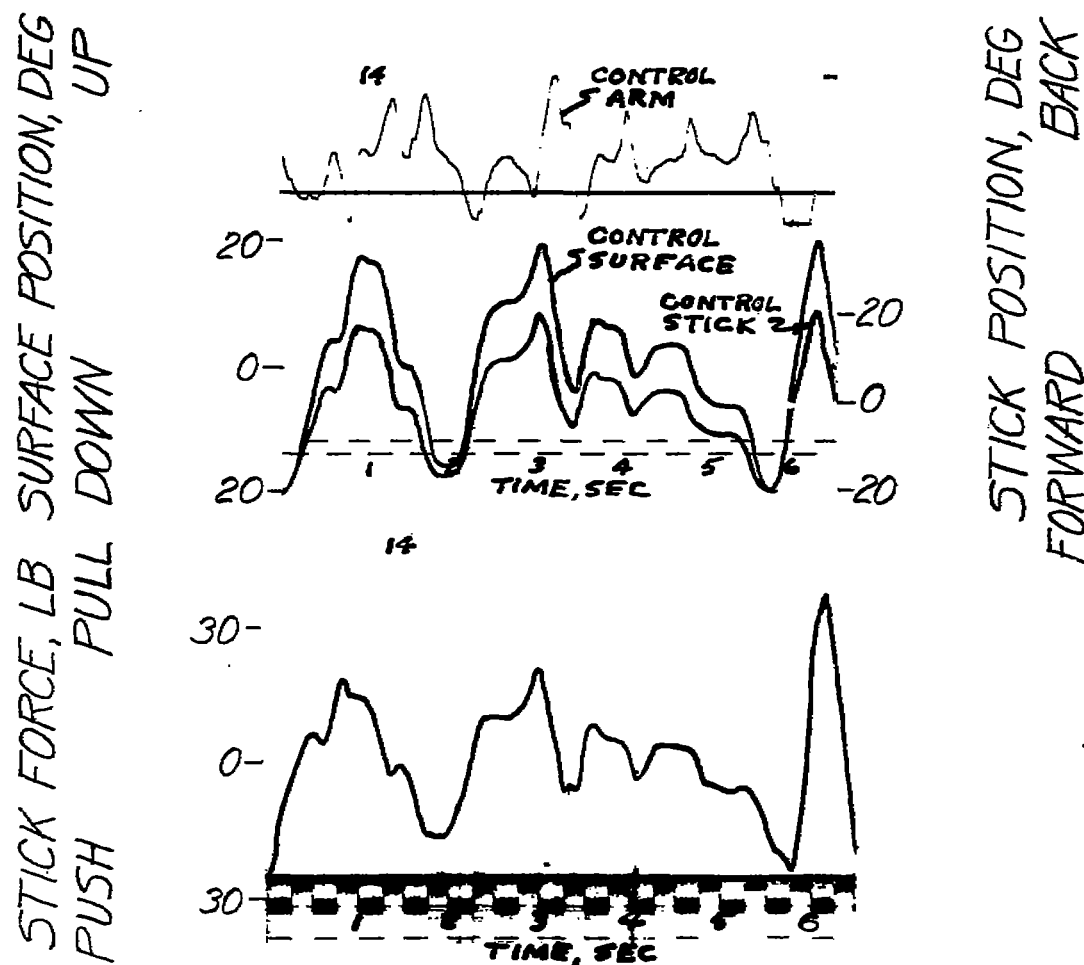 SURFACE POSITION, DEG
DOWN UP
STICK POSITION, DEG
FORWARD BACK
14
CONTROL
ARM
20
0
20
CONTROL
SURFACE
CONTROL
STICK
20
0
20
1 2 3 4 5 6
TIME, SEC
STICK FORCE, LB
PUSH PULL
14
30
0
30
1 2 3 4 5 6
TIME, SEC